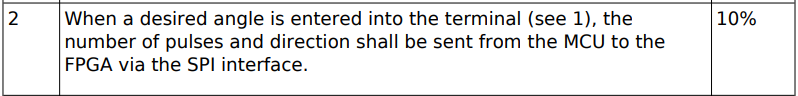 2 When a desired angle is entered into the terminal (see 1), the 10%
number of pulses and direction shall be sent from the MCU to the
FPGA via the SPI interface.